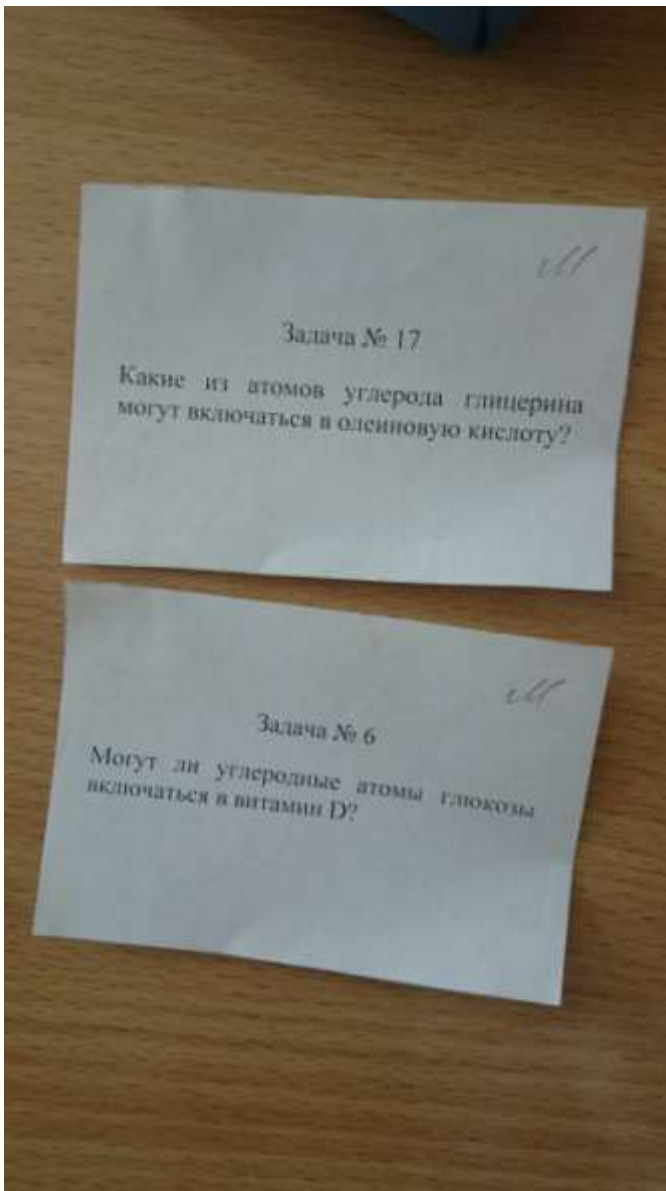 Задача № 17
Какие из атомов углерода глицерина
могут включаться в олеиновую кислоту?
Задача № 6
Могут ли углеродные атомы глюкозы
включаться в витамин D?